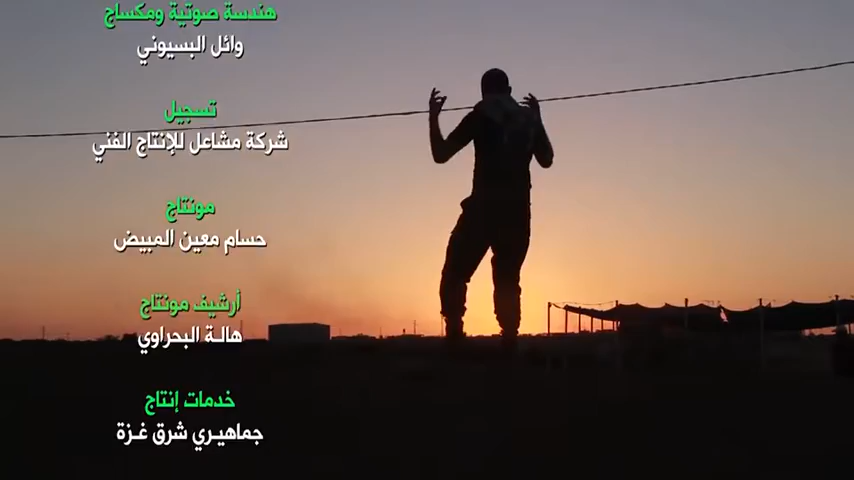 هندسة صوتية ومكساج
وائل البسيوني
تسجيل
شركة مشاعل للإنتاج الفني
مونتاج
حسام معين المبيض
أرشيف مونتاج
هالـة البحراوي
خدمات إنتاج
جماهيـري شرق غـزة